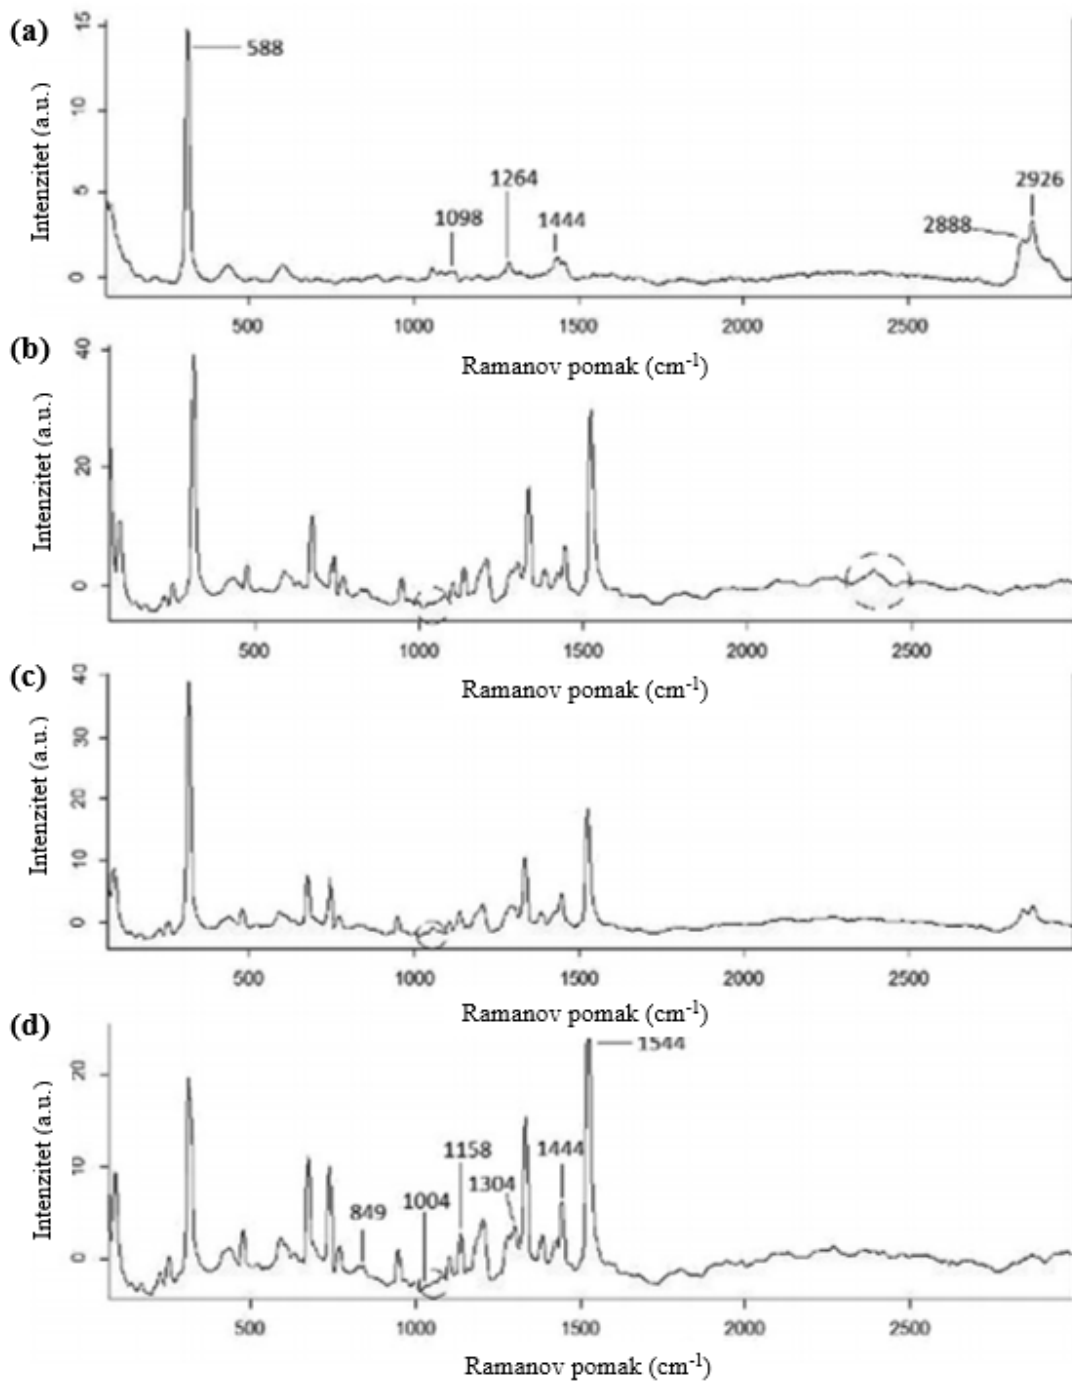 (a)
Intenzitet (a.u.)
15
10
5
0
588
1098
1264
1444
2888
2926
500 1000 1500 2000 2500
Ramanov pomak (cm-1)
(b)
Intenzitet (a.u.)
40
20
0
500 1000 1500 2000 2500
Ramanov pomak (cm-1)
(c)
Intenzitet (a.u.)
40
30
20
10
0
500 1000 1500 2000 2500
Ramanov pomak (cm-1)
(d)
Intenzitet (a.u.)
20
10
0
849
1004
1158
1304
1444
1544
500 1000 1500 2000 2500
Ramanov pomak (cm-1)